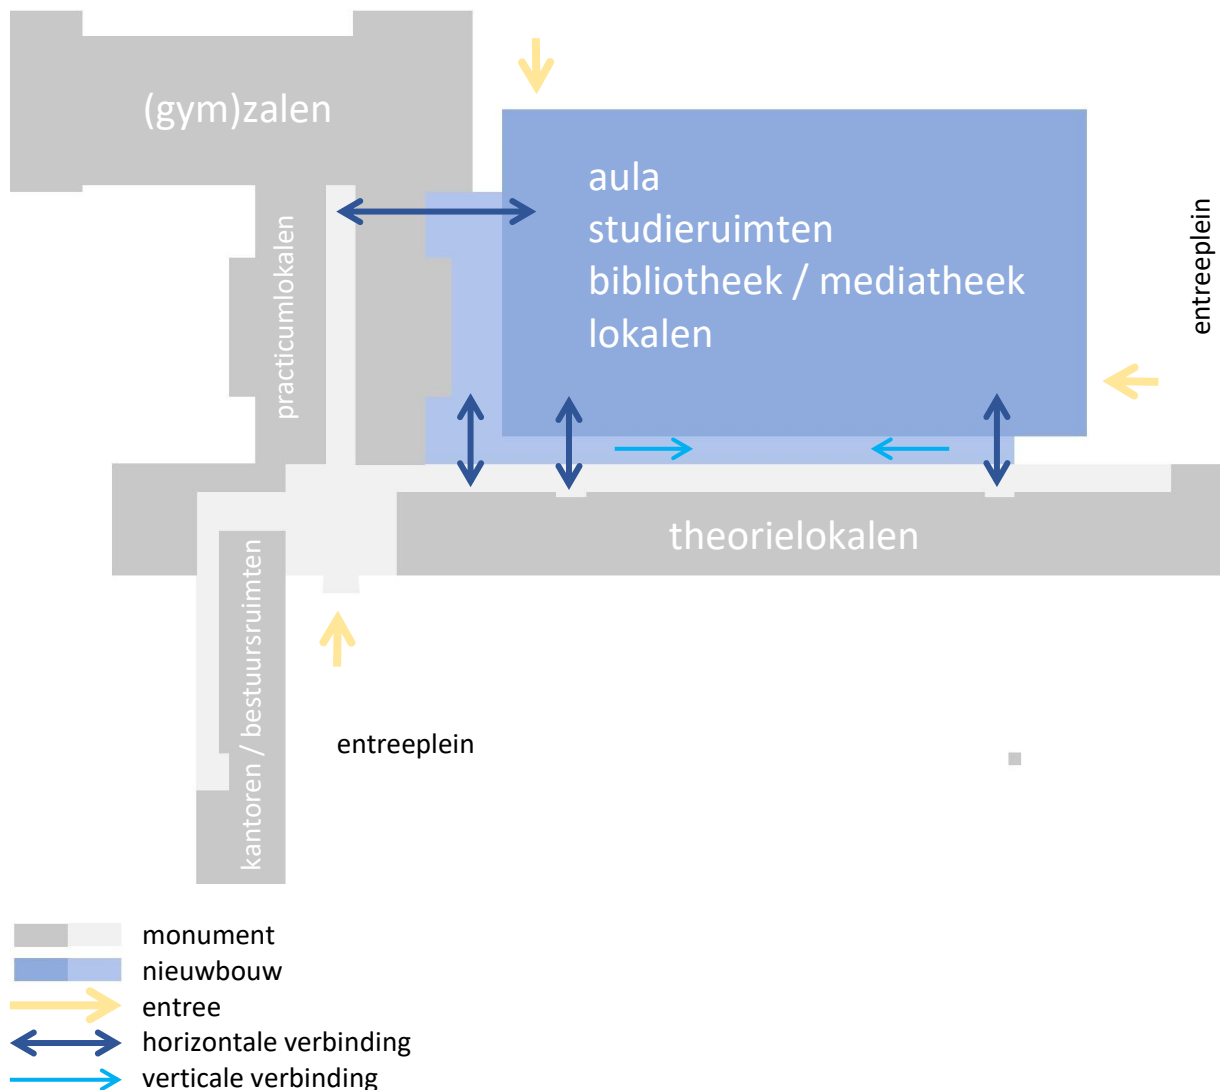 (gym)zalen
aula
studieruimten
bibliotheek / mediatheek
lokalen
entreeplein
practicumlokalen
theorielokalen
kantoren / bestuursruimten
entreeplein
monument
nieuwbouw
entree
horizontale verbinding
verticale verbinding